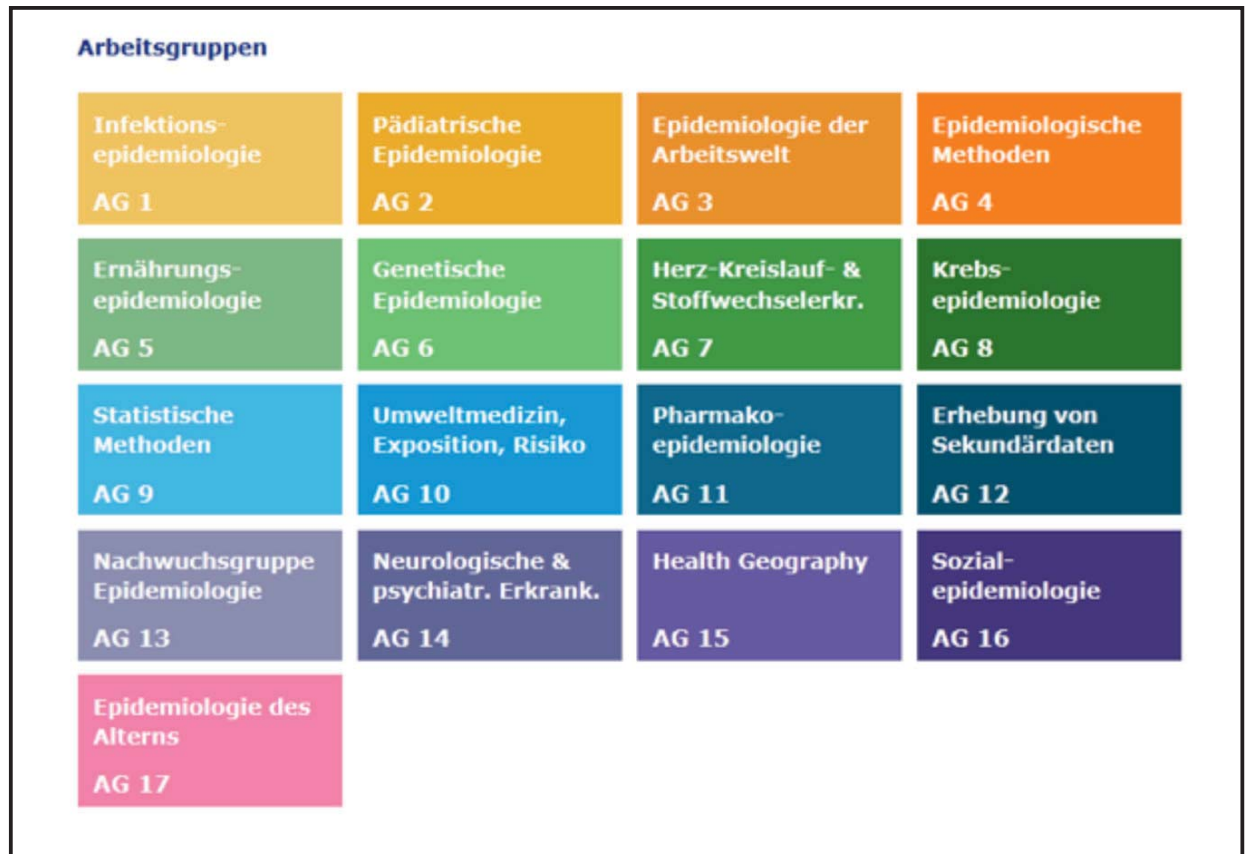 Arbeitsgruppen
Infektions-
epidemiologie
AG 1
Pädiatrische
Epidemiologie
AG 2
Epidemiologie der
Arbeitswelt
AG 3
Epidemiologische
Methoden
AG 4
Ernährungs-
epidemiologie
AG 5
Genetische
Epidemiologie
AG 6
Herz-Kreislauf- &
Stoffwechselerkr.
AG 7
Krebs-
epidemiologie
AG 8
Statistische
Methoden
AG 9
Umweltmedizin,
Exposition, Risiko
AG 10
Pharmako-
epidemiologie
AG 11
Erhebung von
Sekundärdaten
AG 12
Nachwuchsgruppe
Epidemiologie
AG 13
Neurologische &
psychiatr. Erkrank.
AG 14
Health Geography
AG 15
Sozial-
epidemiologie
AG 16
Epidemiologie des
Alterns
AG 17